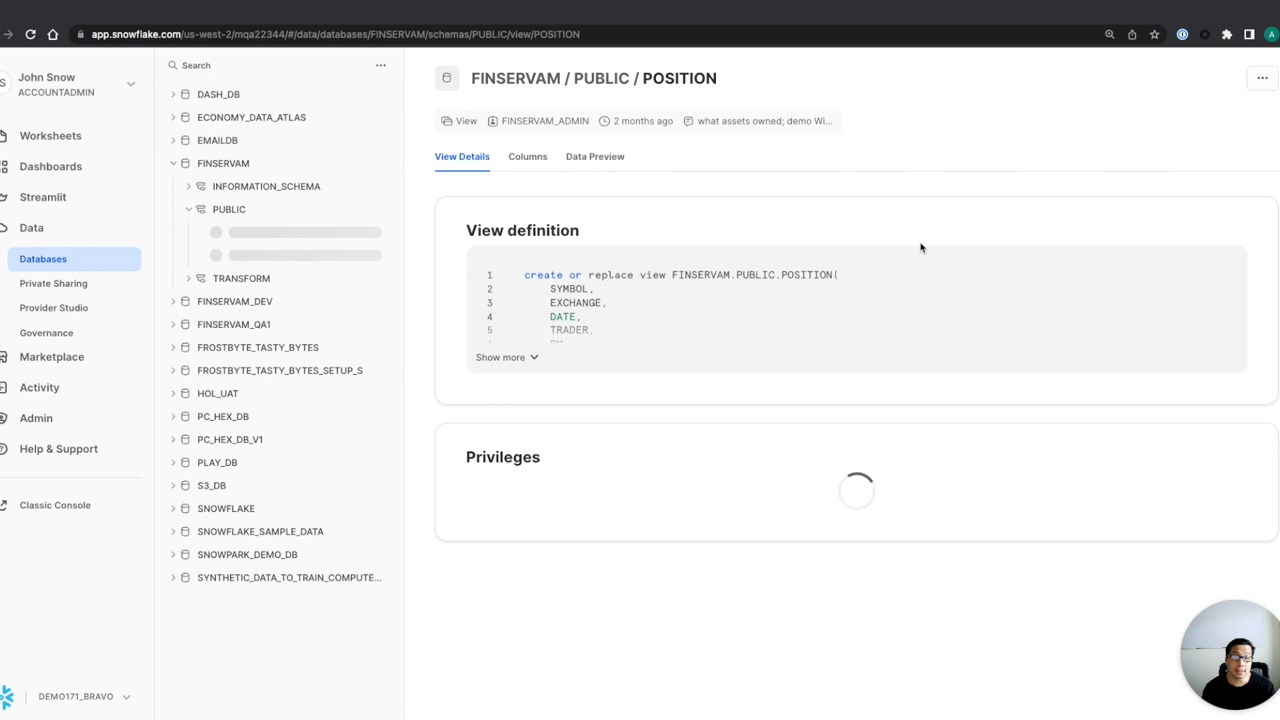 app.snowflake.com/us-west-2/mqa22344/#/data/databases/FINSERVAM/schemas/PUBLIC/view/POSITION
John Snow
ACCOUNTADMIN
Worksheets
Dashboards
Streamlit
Data
Databases
Private Sharing
Provider Studio
Governance
Marketplace
Activity
Admin
Help & Support
Classic Console
DEMO171_BRAVO
Search
DASH_DB
ECONOMY_DATA_ATLAS
EMAILDB
FINSERVAM
INFORMATION_SCHEMA
PUBLIC
TRANSFORM
FINSERVAM_DEV
FINSERVAM_QA1
FROSTBYTE_TASTY_BYTES
FROSTBYTE_TASTY_BYTES_SETUP_S
HOL_UAT
PC_HEX_DB
PC_HEX_DB_V1
PLAY_DB
S3_DB
SNOWFLAKE
SNOWFLAKE_SAMPLE_DATA
SNOWPARK_DEMO_DB
SYNTHETIC_DATA_TO_TRAIN_COMPUTE...
FINSERVAM / PUBLIC / POSITION
View FINSERVAM_ADMIN 2 months ago what assets owned; demo Wi...
View Details Columns Data Preview
View definition
1 create or replace view FINSERVAM.PUBLIC.POSITION(
2 SYMBOL,
3 EXCHANGE,
4 DATE,
5 TRADER,
Show more
Privileges